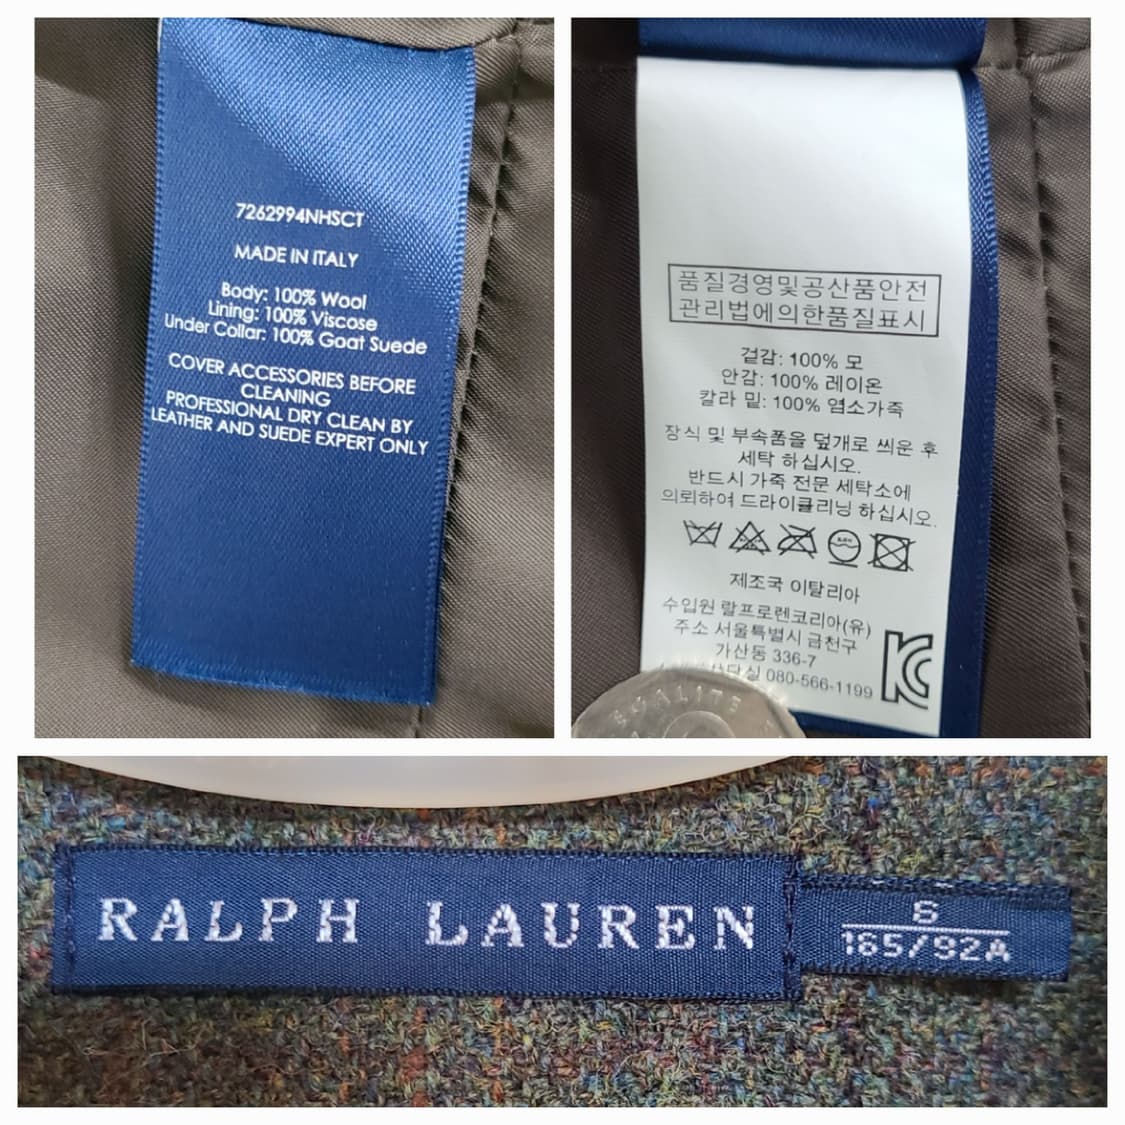 7262994NHSCT
MADE IN ITALY
Body: 100% Wool
Lining: 100% Viscose
Under Collar: 100% Goat Suede
COVER ACCESSORIES BEFORE
CLEANING
PROFESSIONAL DRY CLEAN BY
LEATHER AND SUEDE EXPERT ONLY
품질경영및공산품안전
관리법에의한품질표시
겉감: 100% 모
안감: 100% 레이온
칼라 밑: 100% 염소가죽
장식 및 부속품을 덮개로 씌운 후
세탁 하십시오.
반드시 가죽 전문 세탁소에
의뢰하여 드라이클리닝 하십시오.
제조국 이탈리아
수입원 랄프로렌코리아(유)
주소 서울특별시 금천구
가산동 336-7
080-566-1199
KC
EGALITE
RALPH LAUREN
6
165/92A